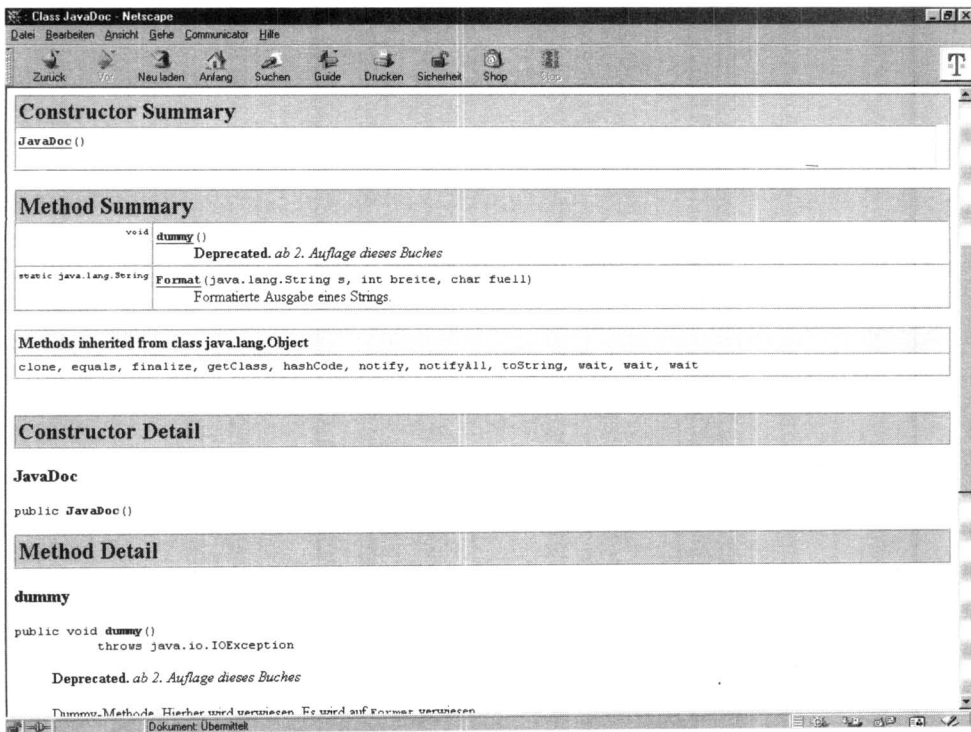 : Class JavaDoc - Netscape
Datei Bearbeiten Ansicht Gehe Communicator Hilfe
Zurück Vor Neu laden Anfang Suchen Guide Drucken Sicherheit Shop Stop
Constructor Summary
JavaDoc()
Method Summary
void dummy()
Deprecated. ab 2. Auflage dieses Buches
static java.lang.String Format(java.lang.String s, int breite, char fuell)
Formatierte Ausgabe eines Strings.
Methods inherited from class java.lang.Object
clone, equals, finalize, getClass, hashCode, notify, notifyAll, toString, wait, wait, wait
Constructor Detail
JavaDoc
public JavaDoc()
Method Detail
dummy
public void dummy()
throws java.io.IOException
Deprecated. ab 2. Auflage dieses Buches
Dummy-Methode. Hierher wird verwiesen. Es wird auf Format verwiesen
Dokument: Übermittelt